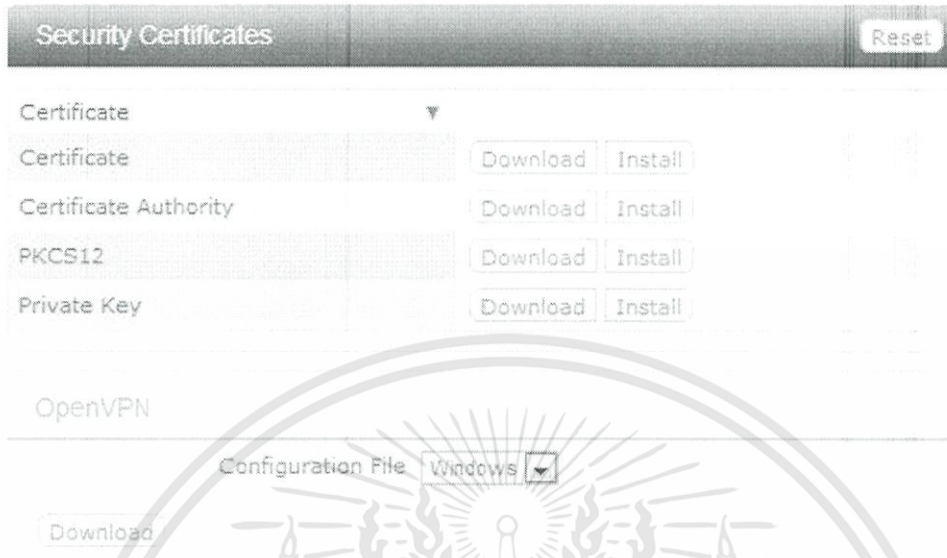 Security Certificates Reset
Certificate
Certificate Download Install
Certificate Authority Download Install
PKCS12 Download Install
Private Key Download Install
OpenVPN
Configuration File Windows
Download